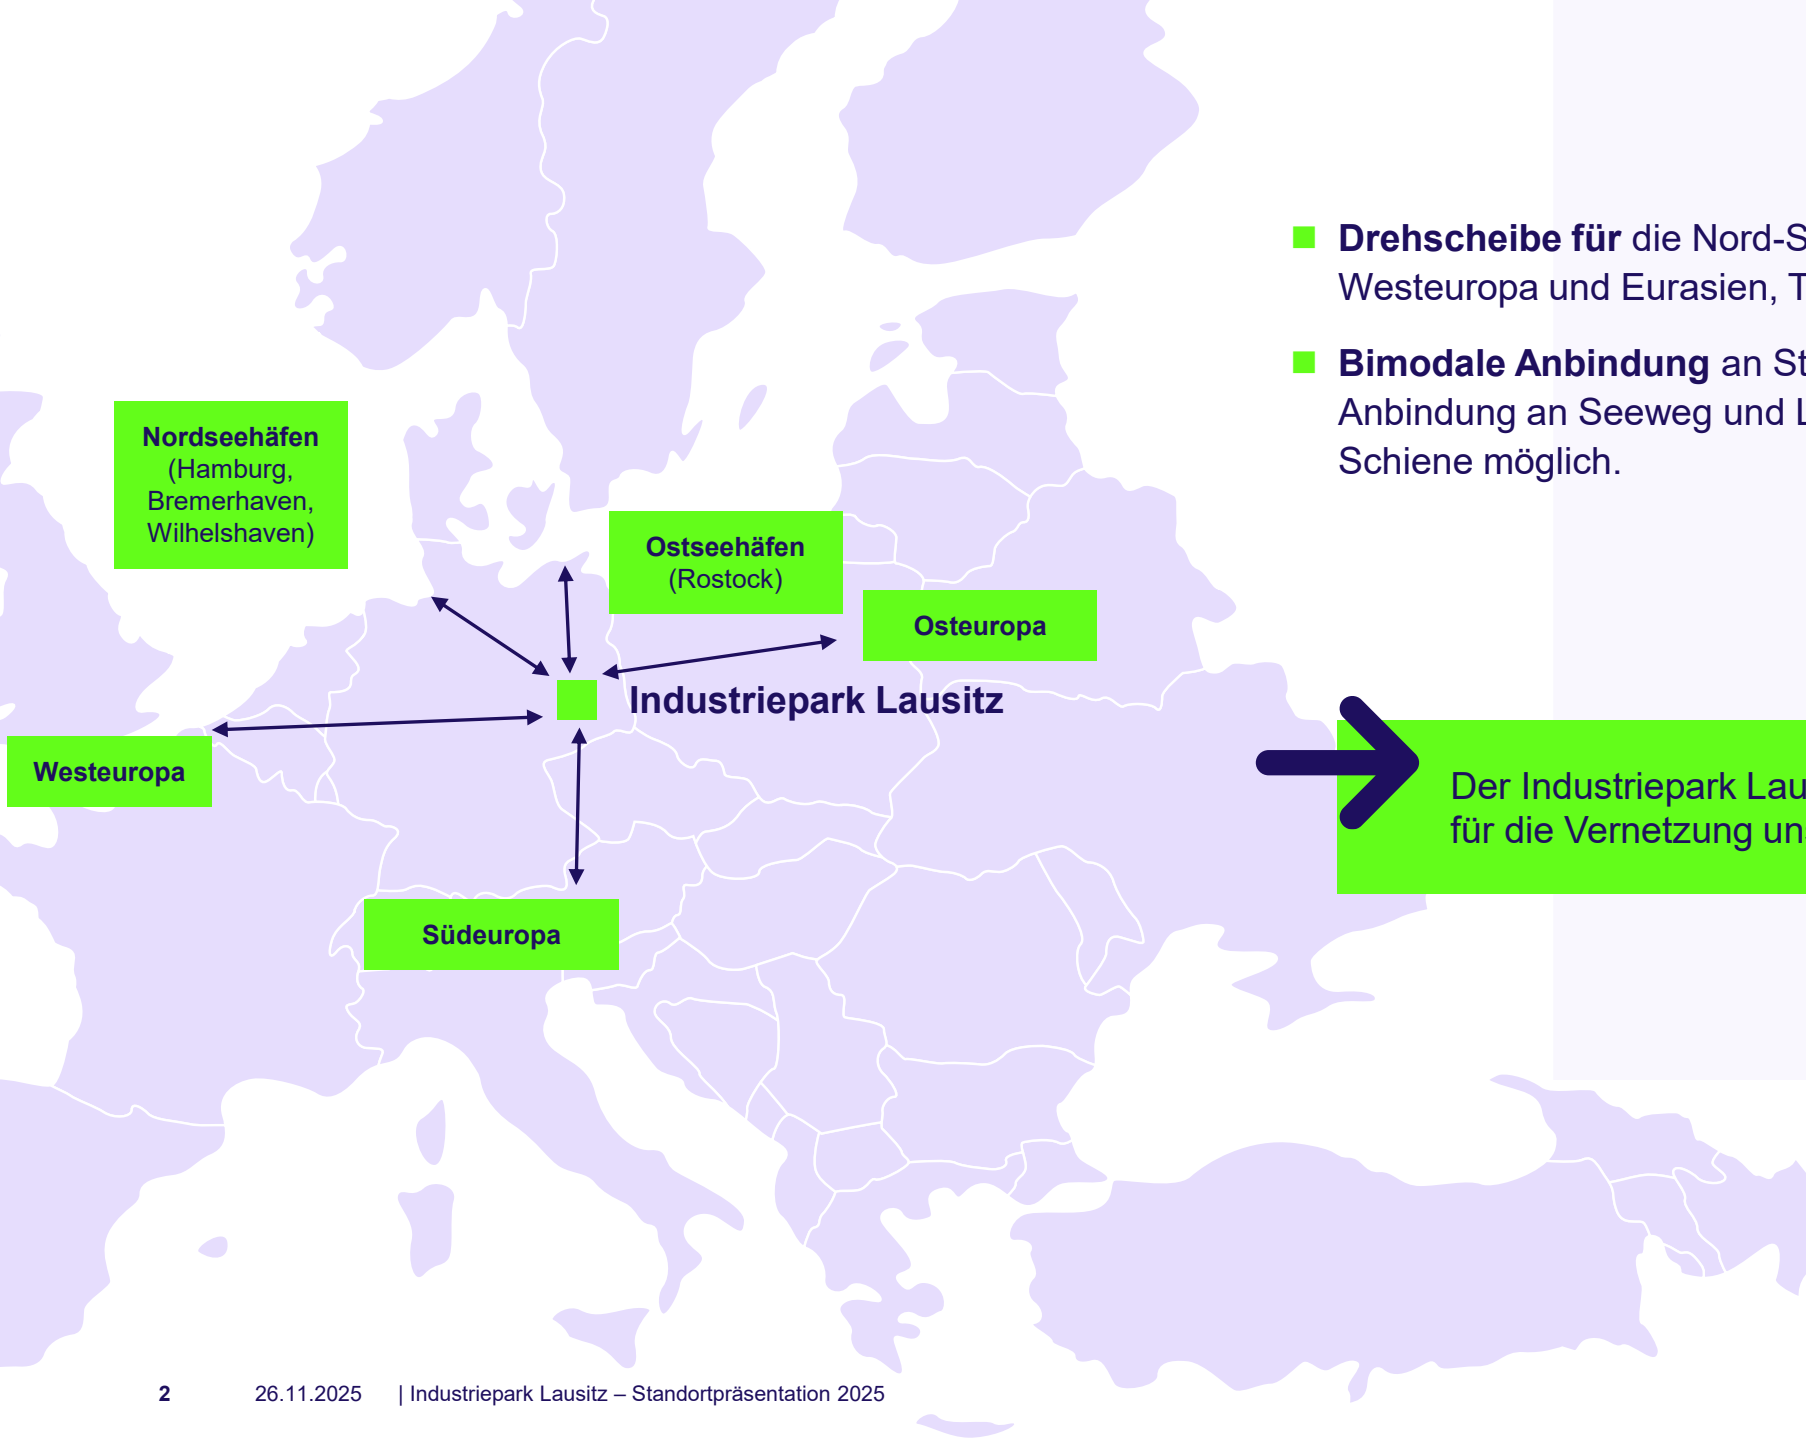 Drehscheibe für die Nord-S
Westeuropa und Eurasien, T
Bimodale Anbindung an St
Anbindung an Seeweg und L
Schiene möglich.
Nordseehäfen
(Hamburg,
Bremerhaven,
Wilhelshaven)
Ostseehäfen
(Rostock)
Osteuropa
Industriepark Lausitz
Westeuropa
Südeuropa
Der Industriepark Lau
für die Vernetzung un
2 26.11.2025 | Industriepark Lausitz – Standortpräsentation 2025